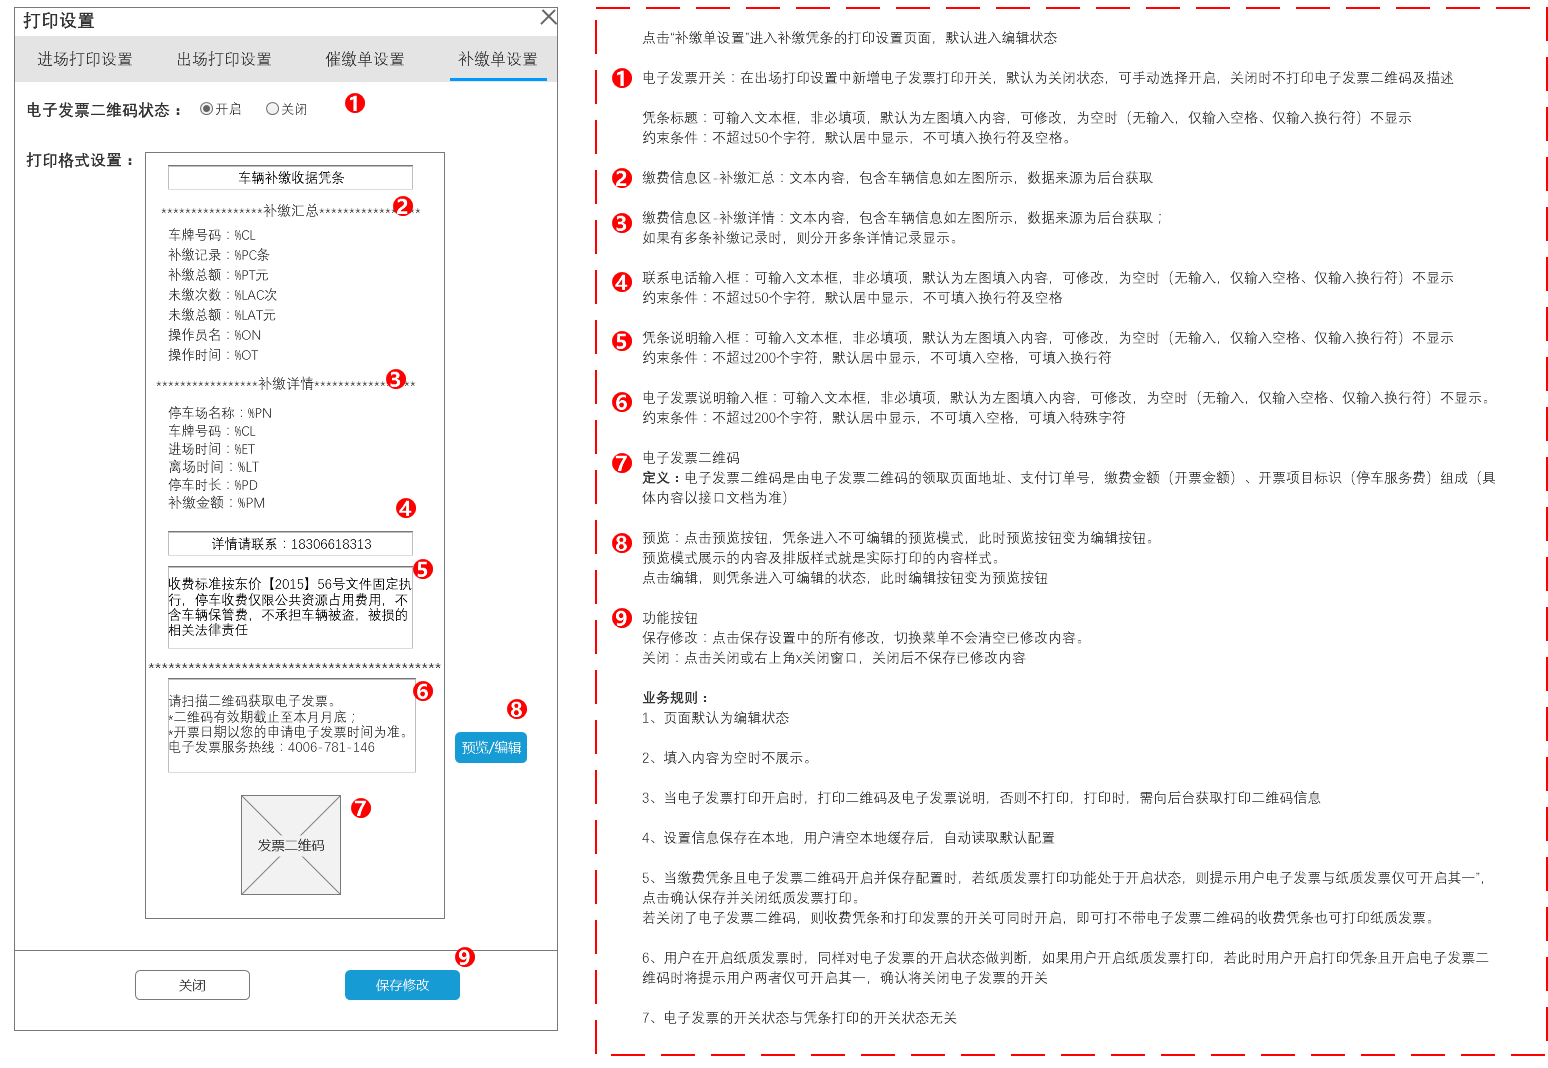 打印设置
进场打印设置 出场打印设置 催缴单设置 补缴单设置
电子发票二维码状态： 开启 关闭 1
打印格式设置：
车辆补缴收据凭条
*****************补缴汇总***************** 2
车牌号码：%CL
补缴记录：%PC条
补缴总额：%PT元
未缴次数：%LAC次
未缴总额：%LAT元
操作员名：%ON
操作时间：%OT
*****************补缴详情***************** 3
停车场名称：%PN
车牌号码：%CL
进场时间：%ET
离场时间：%LT
停车时长：%PD
补缴金额：%PM
4
详情请联系：18306618313
5
收费标准按东价【2015】56号文件固定执
行，停车收费仅限公共资源占用费用，不
含车辆保管费，不承担车辆被盗，被损的
相关法律责任
********************************************
6
请扫描二维码获取电子发票。
*二维码有效期截止至本月月底；
*开票日期以您的申请电子发票时间为准。
电子发票服务热线：4006-781-146
8
预览/编辑
7
发票二维码
9
关闭 保存修改
点击“补缴单设置”进入补缴凭条的打印设置页面，默认进入编辑状态
1 电子发票开关：在出场打印设置中新增电子发票打印开关，默认为关闭状态，可手动选择开启，关闭时不打印电子发票二维码及描述
凭条标题：可输入文本框，非必填项，默认为左图填入内容，可修改，为空时（无输入，仅输入空格、仅输入换行符）不显示
约束条件：不超过50个字符，默认居中显示，不可填入换行符及空格。
2 缴费信息区-补缴汇总：文本内容，包含车辆信息如左图所示，数据来源为后台获取
3 缴费信息区-补缴详情：文本内容，包含车辆信息如左图所示，数据来源为后台获取；
如果有多条补缴记录时，则分开多条详情记录显示。
4 联系电话输入框：可输入文本框，非必填项，默认为左图填入内容，可修改，为空时（无输入，仅输入空格、仅输入换行符）不显示
约束条件：不超过50个字符，默认居中显示，不可填入换行符及空格
5 凭条说明输入框：可输入文本框，非必填项，默认为左图填入内容，可修改，为空时（无输入，仅输入空格、仅输入换行符）不显示
约束条件：不超过200个字符，默认居中显示，不可填入空格，可填入换行符
6 电子发票说明输入框：可输入文本框，非必填项，默认为左图填入内容，可修改，为空时（无输入，仅输入空格、仅输入换行符）不显示。
约束条件：不超过200个字符，默认居中显示，不可填入空格，可填入特殊字符
7 电子发票二维码
定义：电子发票二维码是由电子发票二维码的领取页面地址、支付订单号，缴费金额（开票金额）、开票项目标识（停车服务费）组成（具
体内容以接口文档为准）
8 预览：点击预览按钮，凭条进入不可编辑的预览模式，此时预览按钮变为编辑按钮。
预览模式展示的内容及排版样式就是实际打印的内容样式。
点击编辑，则凭条进入可编辑的状态，此时编辑按钮变为预览按钮
9 功能按钮
保存修改：点击保存设置中的所有修改，切换菜单不会清空已修改内容。
关闭：点击关闭或右上角x关闭窗口，关闭后不保存已修改内容
业务规则：
1、页面默认为编辑状态
2、填入内容为空时不展示。
3、当电子发票打印开启时，打印二维码及电子发票说明，否则不打印，打印时，需向后台获取打印二维码信息
4、设置信息保存在本地，用户清空本地缓存后，自动读取默认配置
5、当缴费凭条且电子发票二维码开启并保存配置时，若纸质发票打印功能处于开启状态，则提示用户电子发票与纸质发票仅可开启其一”，
点击确认保存并关闭纸质发票打印。
若关闭了电子发票二维码，则收费凭条和打印发票的开关可同时开启，即可打不带电子发票二维码的收费凭条也可打印纸质发票。
6、用户在开启纸质发票时，同样对电子发票的开启状态做判断，如果用户开启纸质发票打印，若此时用户开启打印凭条且开启电子发票二
维码时将提示用户两者仅可开启其一，确认将关闭电子发票的开关
7、电子发票的开关状态与凭条打印的开关状态无关